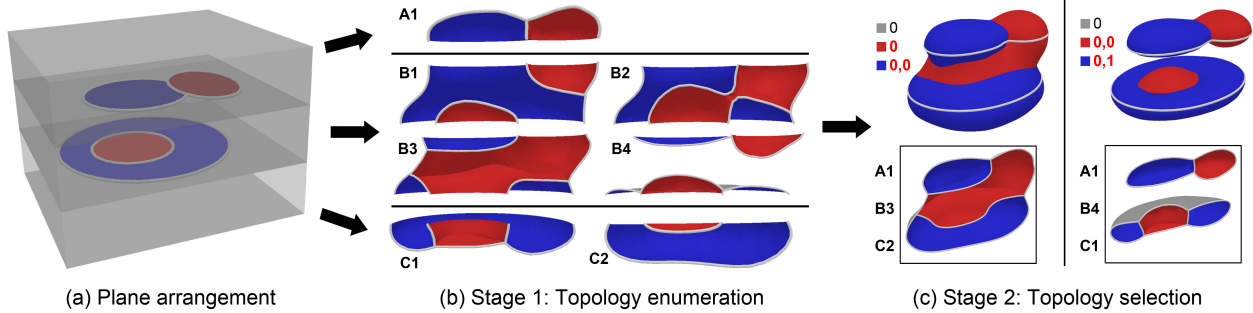 A1
B1
B2
B3
B4
C1
C2
0
0
0,0
0
0,0
0,1
A1
B3
C2
A1
B4
C1
(a) Plane arrangement
(b) Stage 1: Topology enumeration
(c) Stage 2: Topology selection